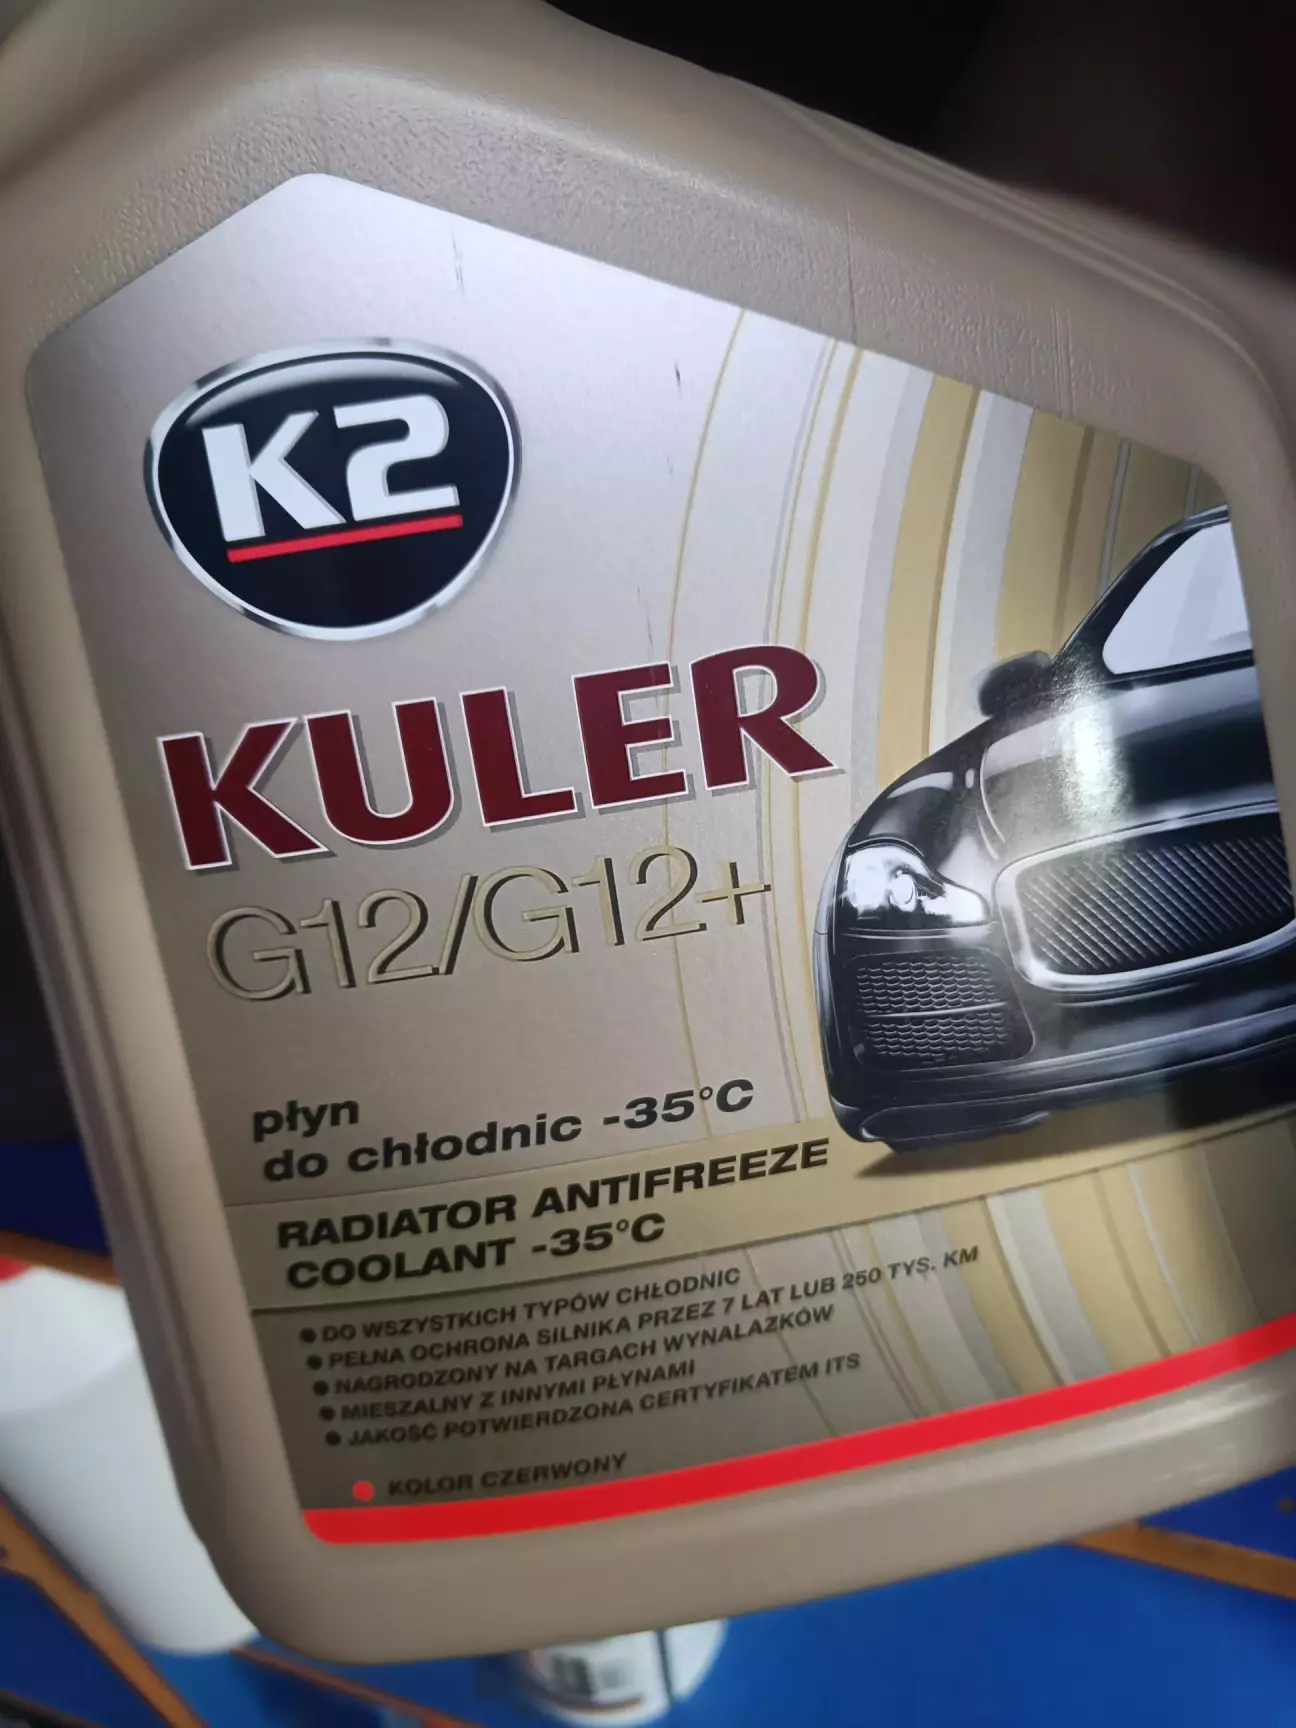 K2
KULER
G12/G12+
płyn
do chłodnic -35°C
RADIATOR ANTIFREEZE
COOLANT -35°C
● DO WSZYSTKICH TYPÓW CHŁODNIC
● PEŁNA OCHRONA SILNIKA PRZEZ 7 LAT LUB 250 TYS. KM
● NAGRODZONY NA TARGACH WYNALAZKÓW
● MIESZALNY Z INNYMI PŁYNAMI
● JAKOŚĆ POTWIERDZONA CERTYFIKATEM ITS
● KOLOR CZERWONY